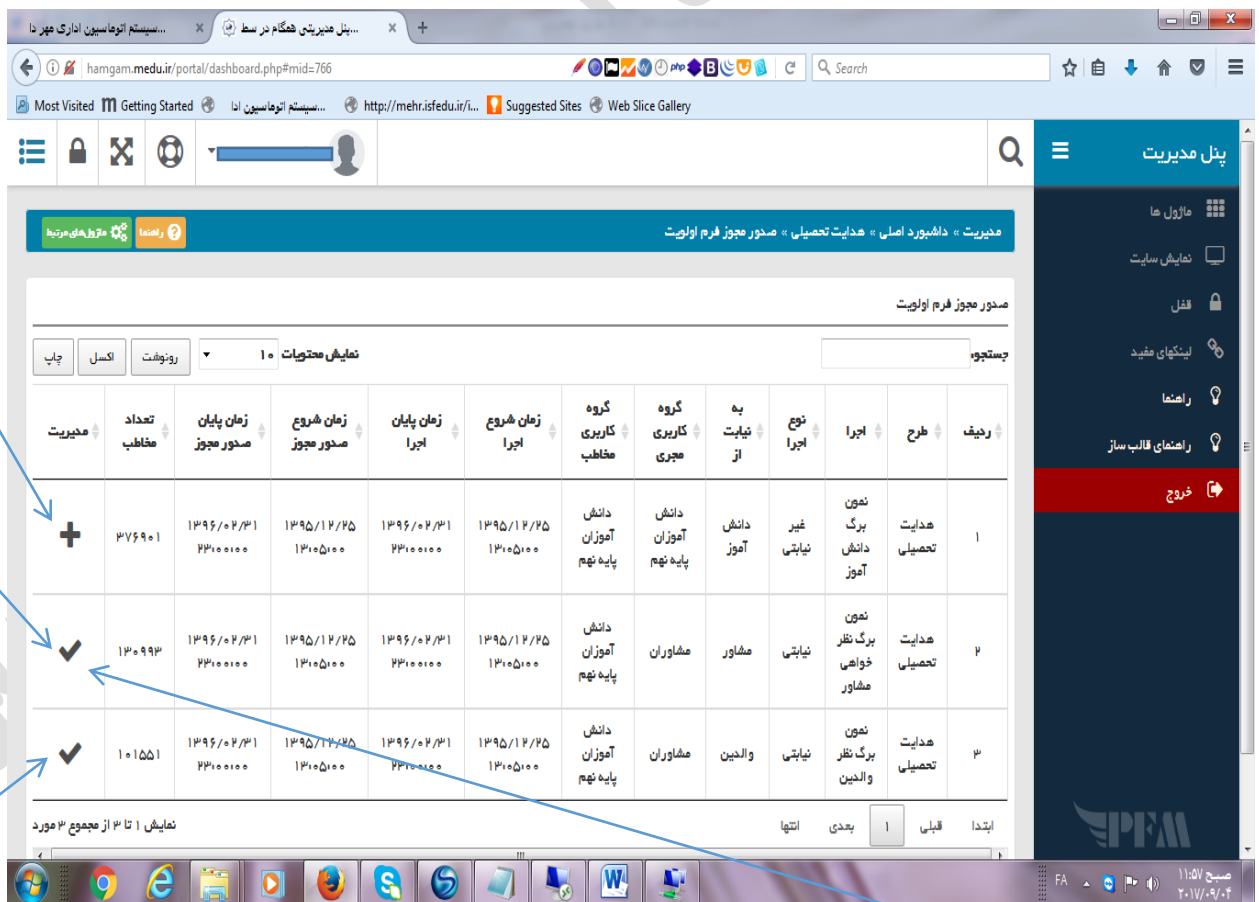 سیستم اتوماسیون اداری مهر دا...
پنل مدیریتی همگام در سط...
hamgam.medu.ir/portal/dashboard.php#mid=766
php
Search
Most Visited
Getting Started
سیستم اتوماسیون ادا...
http://mehr.isfedu.ir/i...
Suggested Sites
Web Slice Gallery
پنل مدیریت
ماژول ها
نمایش سایت
قفل
لینکهای مفید
راهنما
راهنمای قالب ساز
خروج
PFM
مدیریت » داشبورد اصلی » هدایت تحصیلی » صدور مجوز فرم اولویت
راهنما
ماژول های مرتبط
صدور مجوز فرم اولویت
جستجو:
نمایش محتویات ۱۰
رونوشت
اکسل
چاپ
ردیف
طرح
اجرا
نوع اجرا
به نیابت از
گروه کاربری مجری
گروه کاربری مخاطب
زمان شروع اجرا
زمان پایان اجرا
زمان شروع صدور مجوز
زمان پایان صدور مجوز
تعداد مخاطب
مدیریت
۱
هدایت تحصیلی
نمون برگ دانش آموز
غیر نیابتی
دانش آموز
دانش آموزان پایه نهم
دانش آموزان پایه نهم
۱۳۹۵/۱۲/۲۵ ۱۳:۰۵:۰۰
۱۳۹۶/۰۲/۳۱ ۲۳:۰۰:۰۰
۱۳۹۵/۱۲/۲۵ ۱۳:۰۵:۰۰
۱۳۹۶/۰۲/۳۱ ۲۳:۰۰:۰۰
۳۷۶۹۰۱
۲
هدایت تحصیلی
نمون برگ نظر خواهی مشاور
نیابتی
مشاور
مشاوران
دانش آموزان پایه نهم
۱۳۹۵/۱۲/۲۵ ۱۳:۰۵:۰۰
۱۳۹۶/۰۲/۳۱ ۲۳:۰۰:۰۰
۱۳۹۵/۱۲/۲۵ ۱۳:۰۵:۰۰
۱۳۹۶/۰۲/۳۱ ۲۳:۰۰:۰۰
۱۳۰۹۹۳
۳
هدایت تحصیلی
نمون برگ نظر والدین
نیابتی
والدین
مشاوران
دانش آموزان پایه نهم
۱۳۹۵/۱۲/۲۵ ۱۳:۰۵:۰۰
۱۳۹۶/۰۲/۳۱ ۲۳:۰۰:۰۰
۱۳۹۵/۱۲/۲۵ ۱۳:۰۵:۰۰
۱۳۹۶/۰۲/۳۱ ۲۳:۰۰:۰۰
۱۰۱۵۵۱
ابتدا
قبلی
۱
بعدی
انتها
نمایش ۱ تا ۳ از مجموع ۳ مورد
FA
۱۱:۵۷ صبح
۲۰۱۷/۰۹/۰۴